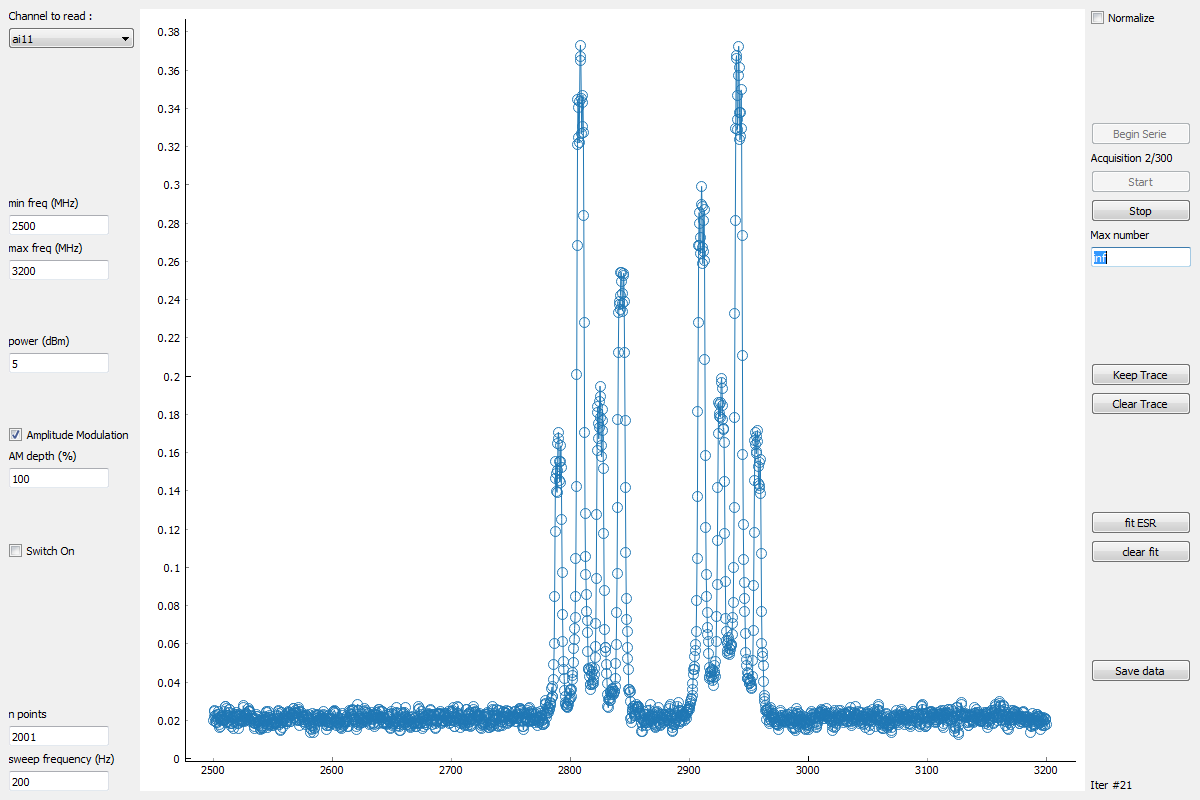 Channel to read :
ai11
min freq (MHz)
2500
max freq (MHz)
3200
power (dBm)
5
Amplitude Modulation
AM depth (%)
100
Switch On
n points
2001
sweep frequency (Hz)
200
0.38
0.36
0.34
0.32
0.3
0.28
0.26
0.24
0.22
0.2
0.18
0.16
0.14
0.12
0.1
0.08
0.06
0.04
0.02
0
2500 2600 2700 2800 2900 3000 3100 3200
Normalize
Begin Serie
Acquisition 2/300
Start
Stop
Max number
inf
Keep Trace
Clear Trace
fit ESR
clear fit
Save data
Iter #21